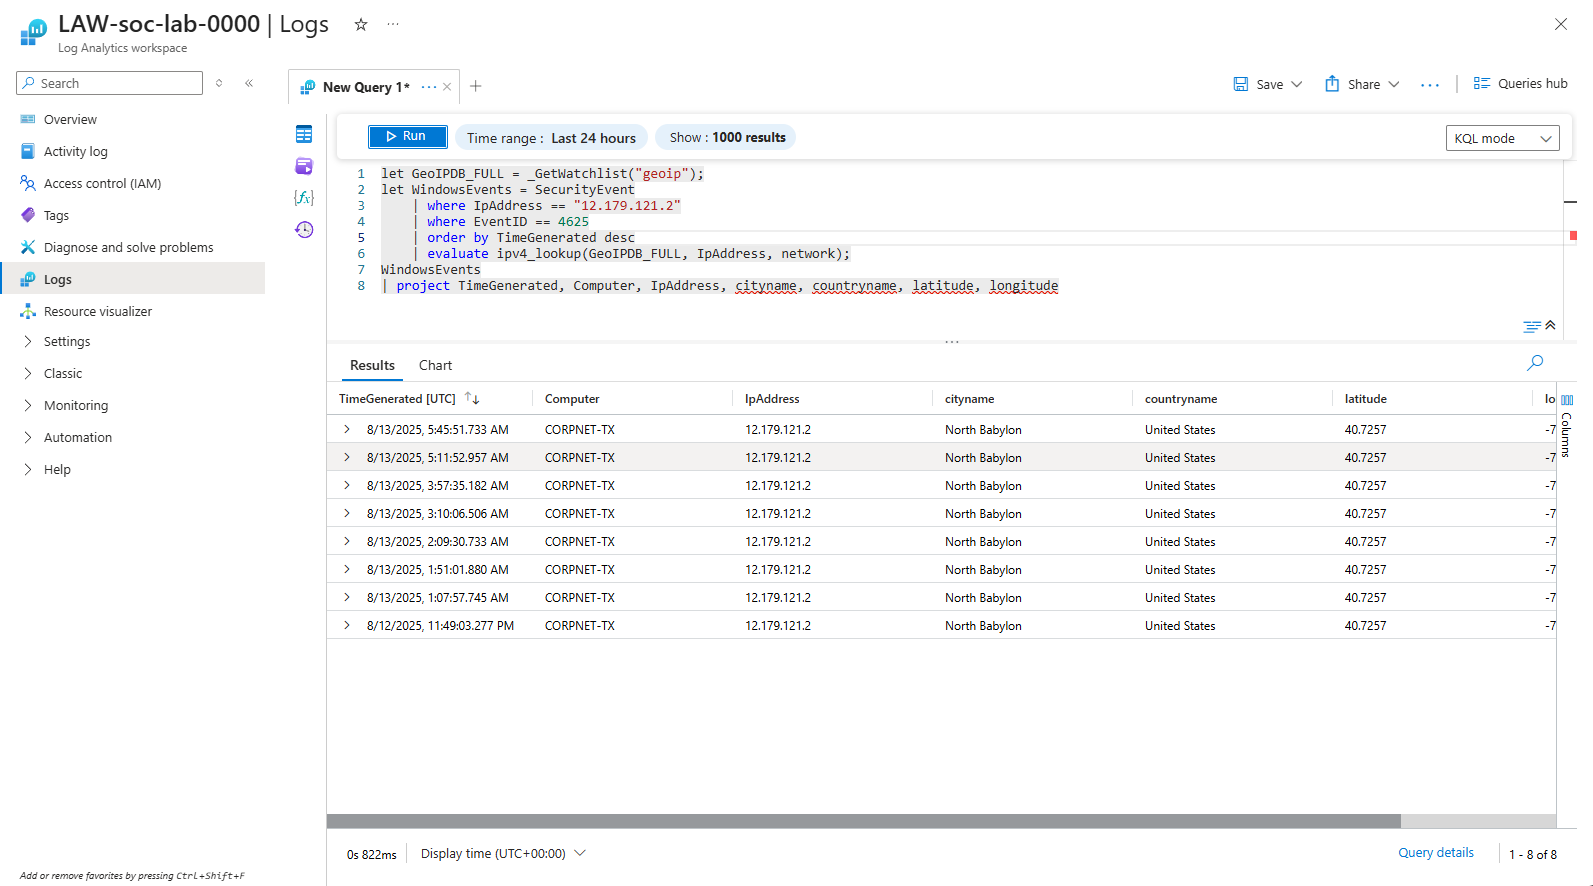 LAW-soc-lab-0000 | Logs
Log Analytics workspace
Search
Overview
Activity log
Access control (IAM)
Tags
Diagnose and solve problems
Logs
Resource visualizer
Settings
Classic
Monitoring
Automation
Help
Add or remove favorites by pressing Ctrl+Shift+F
New Query 1*
Save
Share
Queries hub
Run
Time range : Last 24 hours
Show : 1000 results
KQL mode
1 let GeoIPDB_FULL = _GetWatchlist("geoip");
2 let WindowsEvents = SecurityEvent
3 | where IpAddress == "12.179.121.2"
4 | where EventID == 4625
5 | order by TimeGenerated desc
6 | evaluate ipv4_lookup(GeoIPDB_FULL, IpAddress, network);
7 WindowsEvents
8 | project TimeGenerated, Computer, IpAddress, cityname, countryname, latitude, longitude
Results Chart
TimeGenerated [UTC] Computer IpAddress cityname countryname latitude lo
8/13/2025, 5:45:51.733 AM CORPNET-TX 12.179.121.2 North Babylon United States 40.7257 -7
8/13/2025, 5:11:52.957 AM CORPNET-TX 12.179.121.2 North Babylon United States 40.7257 -7
8/13/2025, 3:57:35.182 AM CORPNET-TX 12.179.121.2 North Babylon United States 40.7257 -7
8/13/2025, 3:10:06.506 AM CORPNET-TX 12.179.121.2 North Babylon United States 40.7257 -7
8/13/2025, 2:09:30.733 AM CORPNET-TX 12.179.121.2 North Babylon United States 40.7257 -7
8/13/2025, 1:51:01.880 AM CORPNET-TX 12.179.121.2 North Babylon United States 40.7257 -7
8/13/2025, 1:07:57.745 AM CORPNET-TX 12.179.121.2 North Babylon United States 40.7257 -7
8/12/2025, 11:49:03.277 PM CORPNET-TX 12.179.121.2 North Babylon United States 40.7257 -7
Columns
0s 822ms
Display time (UTC+00:00)
Query details
1 - 8 of 8